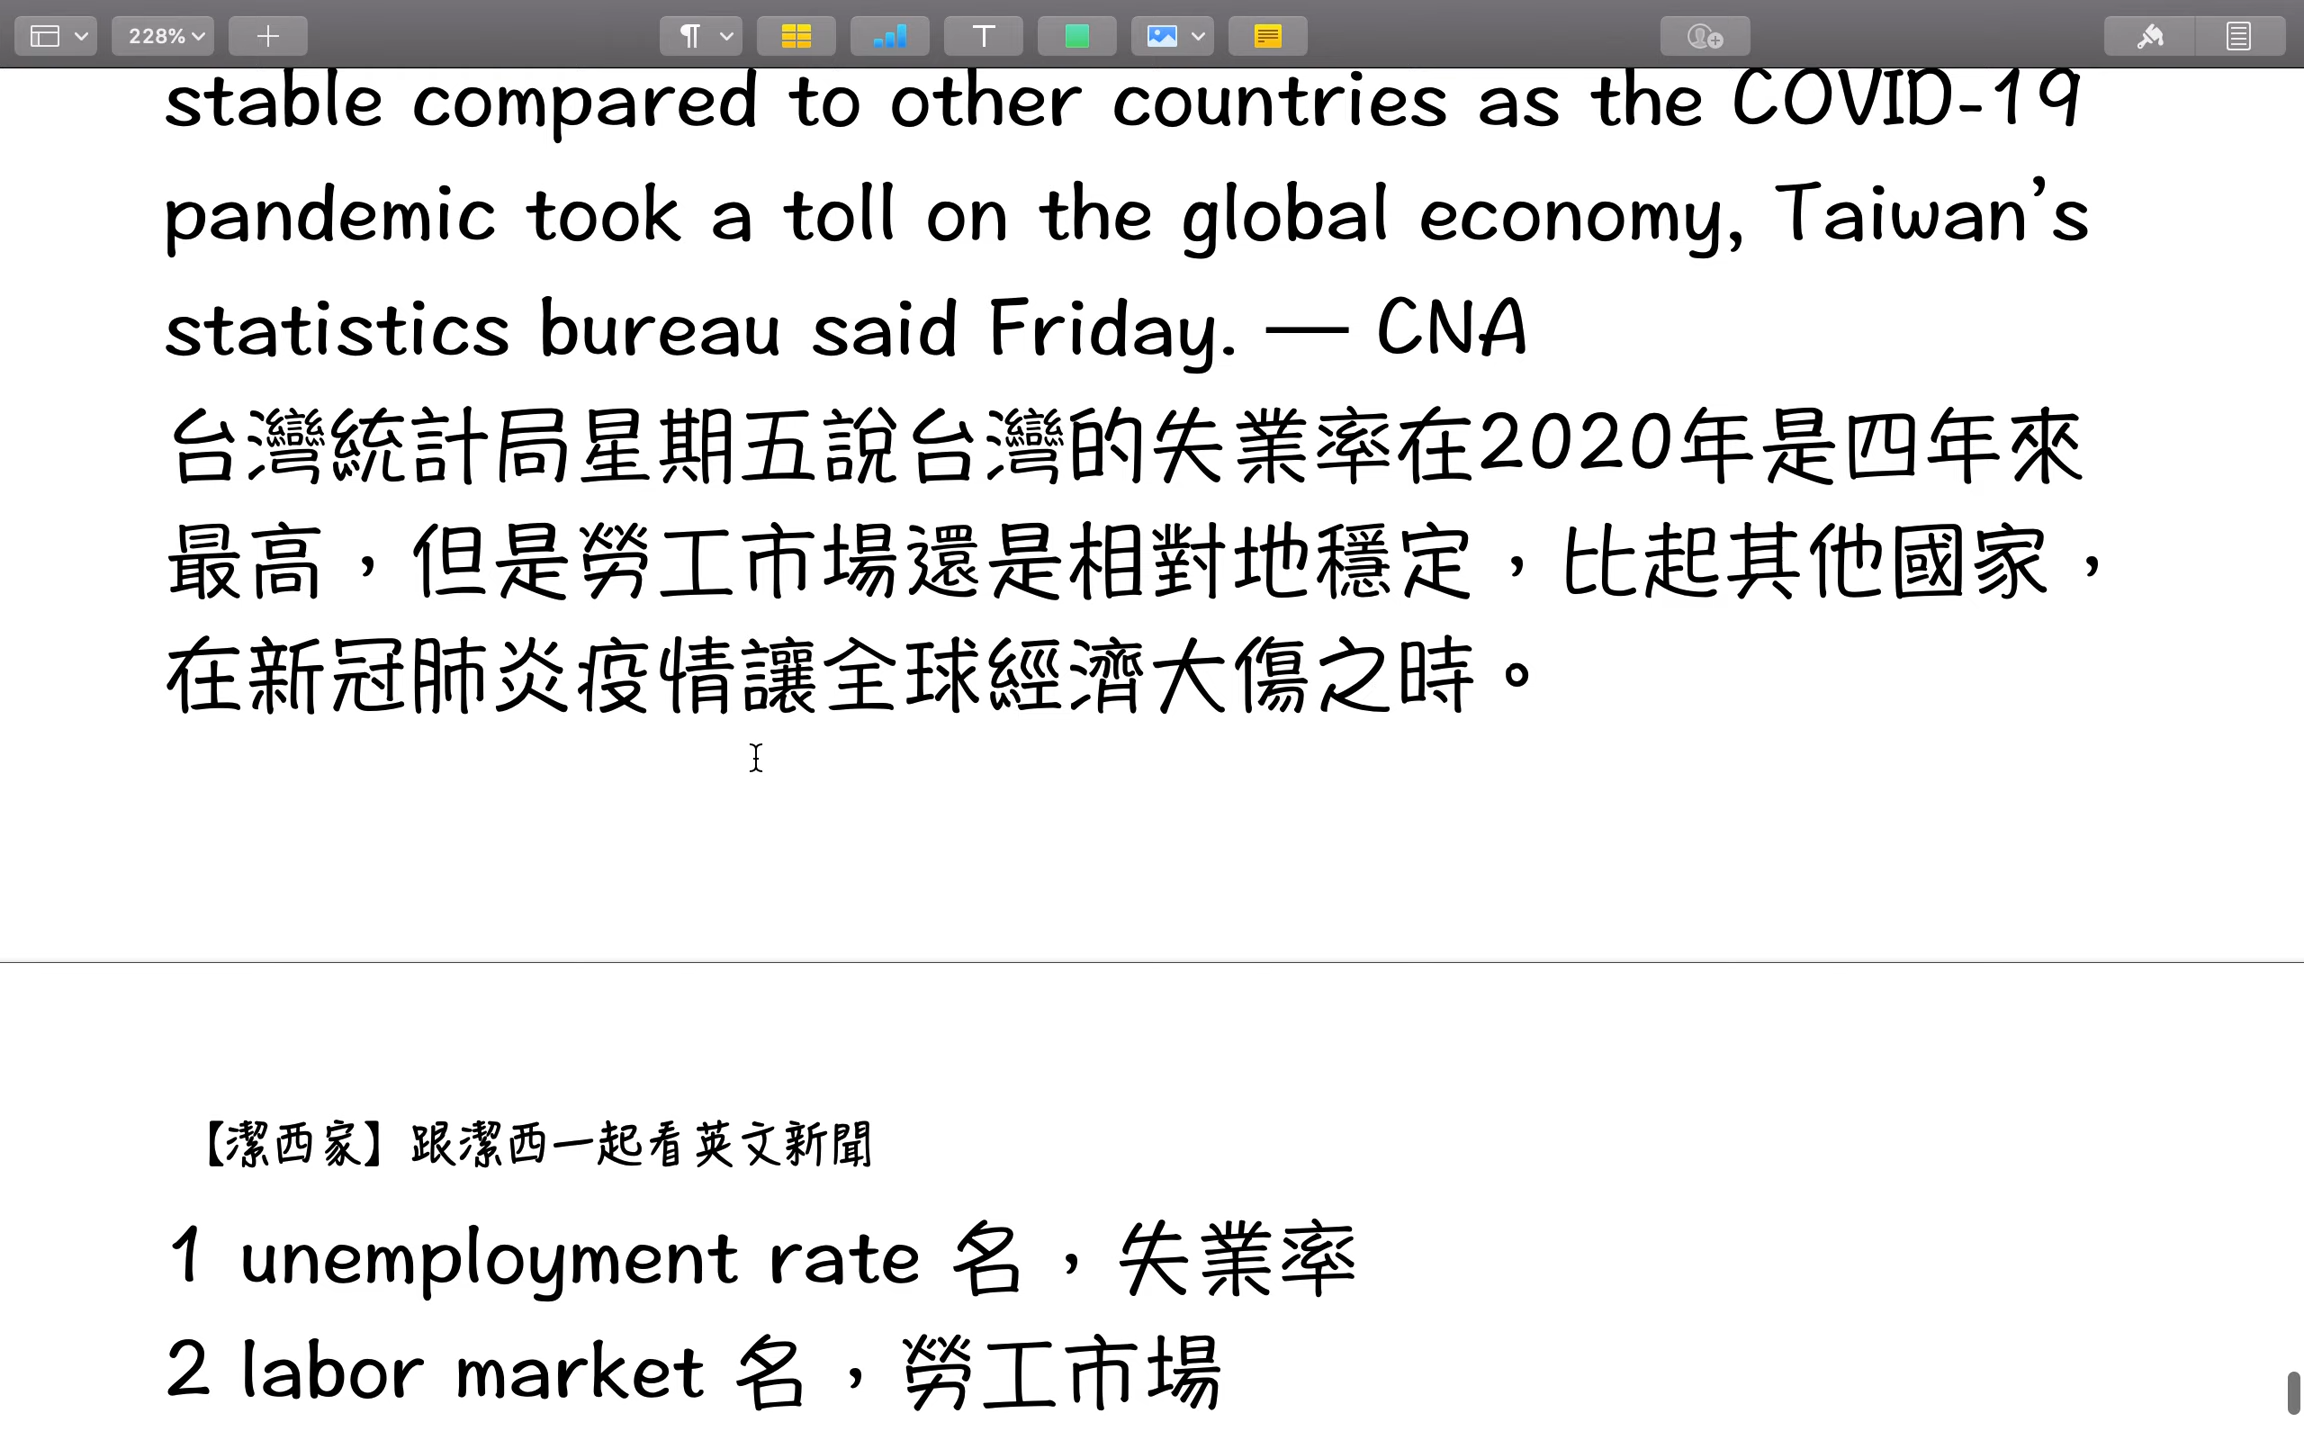 228%
stable compared to other countries as the COVID-19
pandemic took a toll on the global economy, Taiwan’s
statistics bureau said Friday. — CNA
台灣統計局星期五說台灣的失業率在2020年是四年來
最高，但是勞工市場還是相對地穩定，比起其他國家，
在新冠肺炎疫情讓全球經濟大傷之時。
【潔西家】跟潔西一起看英文新聞
1 unemployment rate 名，失業率
2 labor market 名，勞工市場